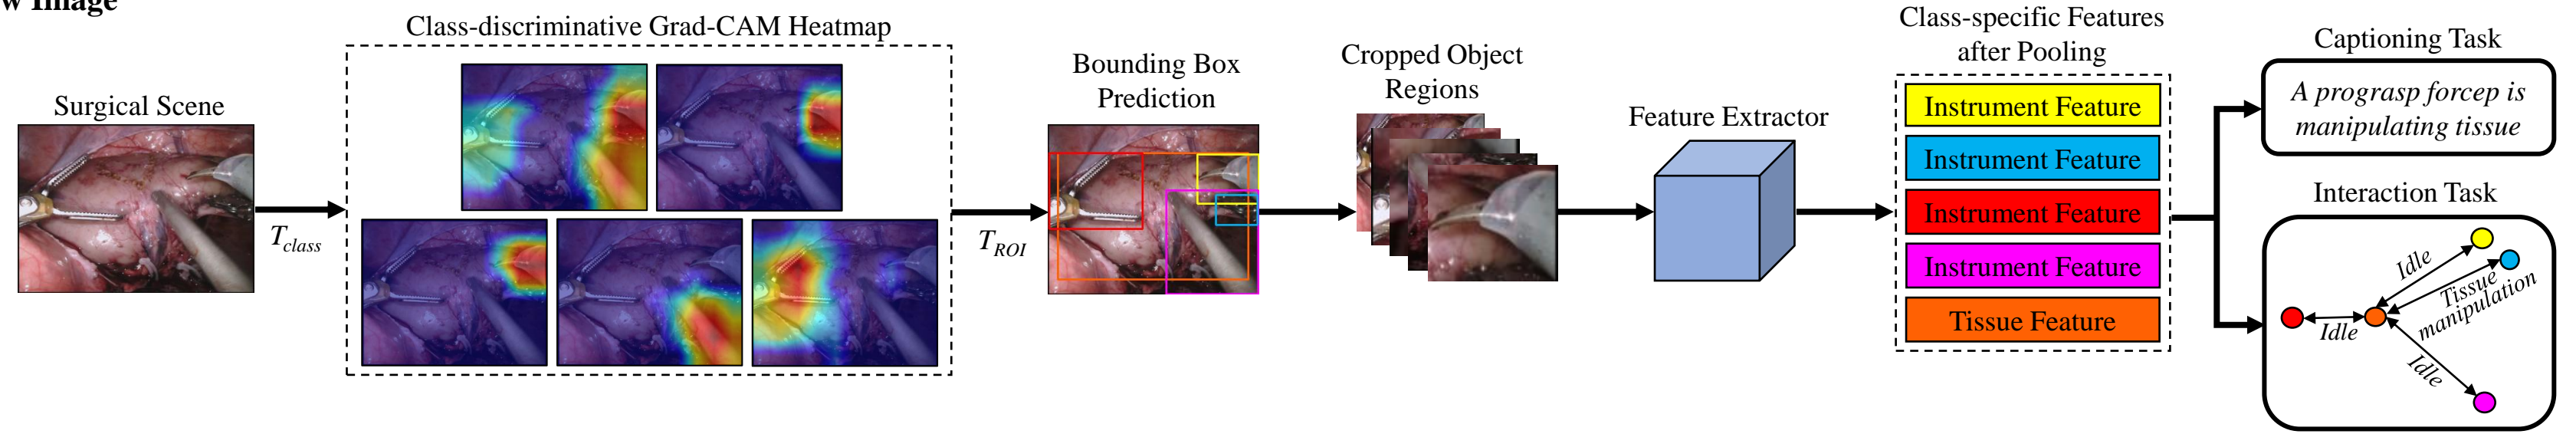 w Image
Class-discriminative Grad-CAM Heatmap
Surgical Scene
T_class
T_ROI
Bounding Box
Prediction
Cropped Object
Regions
Feature Extractor
Class-specific Features
after Pooling
Instrument Feature
Instrument Feature
Instrument Feature
Instrument Feature
Tissue Feature
Captioning Task
A prograsp forcep is
manipulating tissue
Interaction Task
Idle
Tissue
manipulation
Idle
Idle